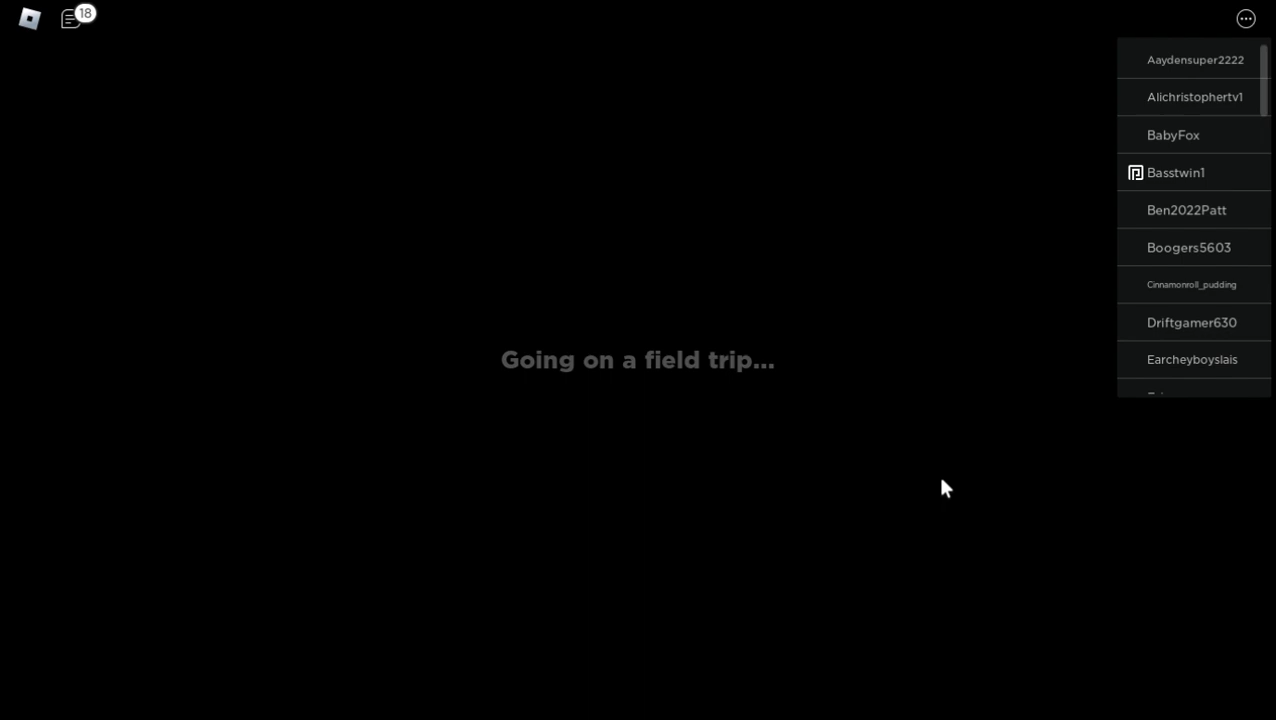 18
Aaydensuper2222
Alichristophertv1
BabyFox
Basstwin1
Ben2022Patt
Boogers5603
Cinnamonroll_pudding
Driftgamer630
Earcheyboyslais
Going on a field trip...